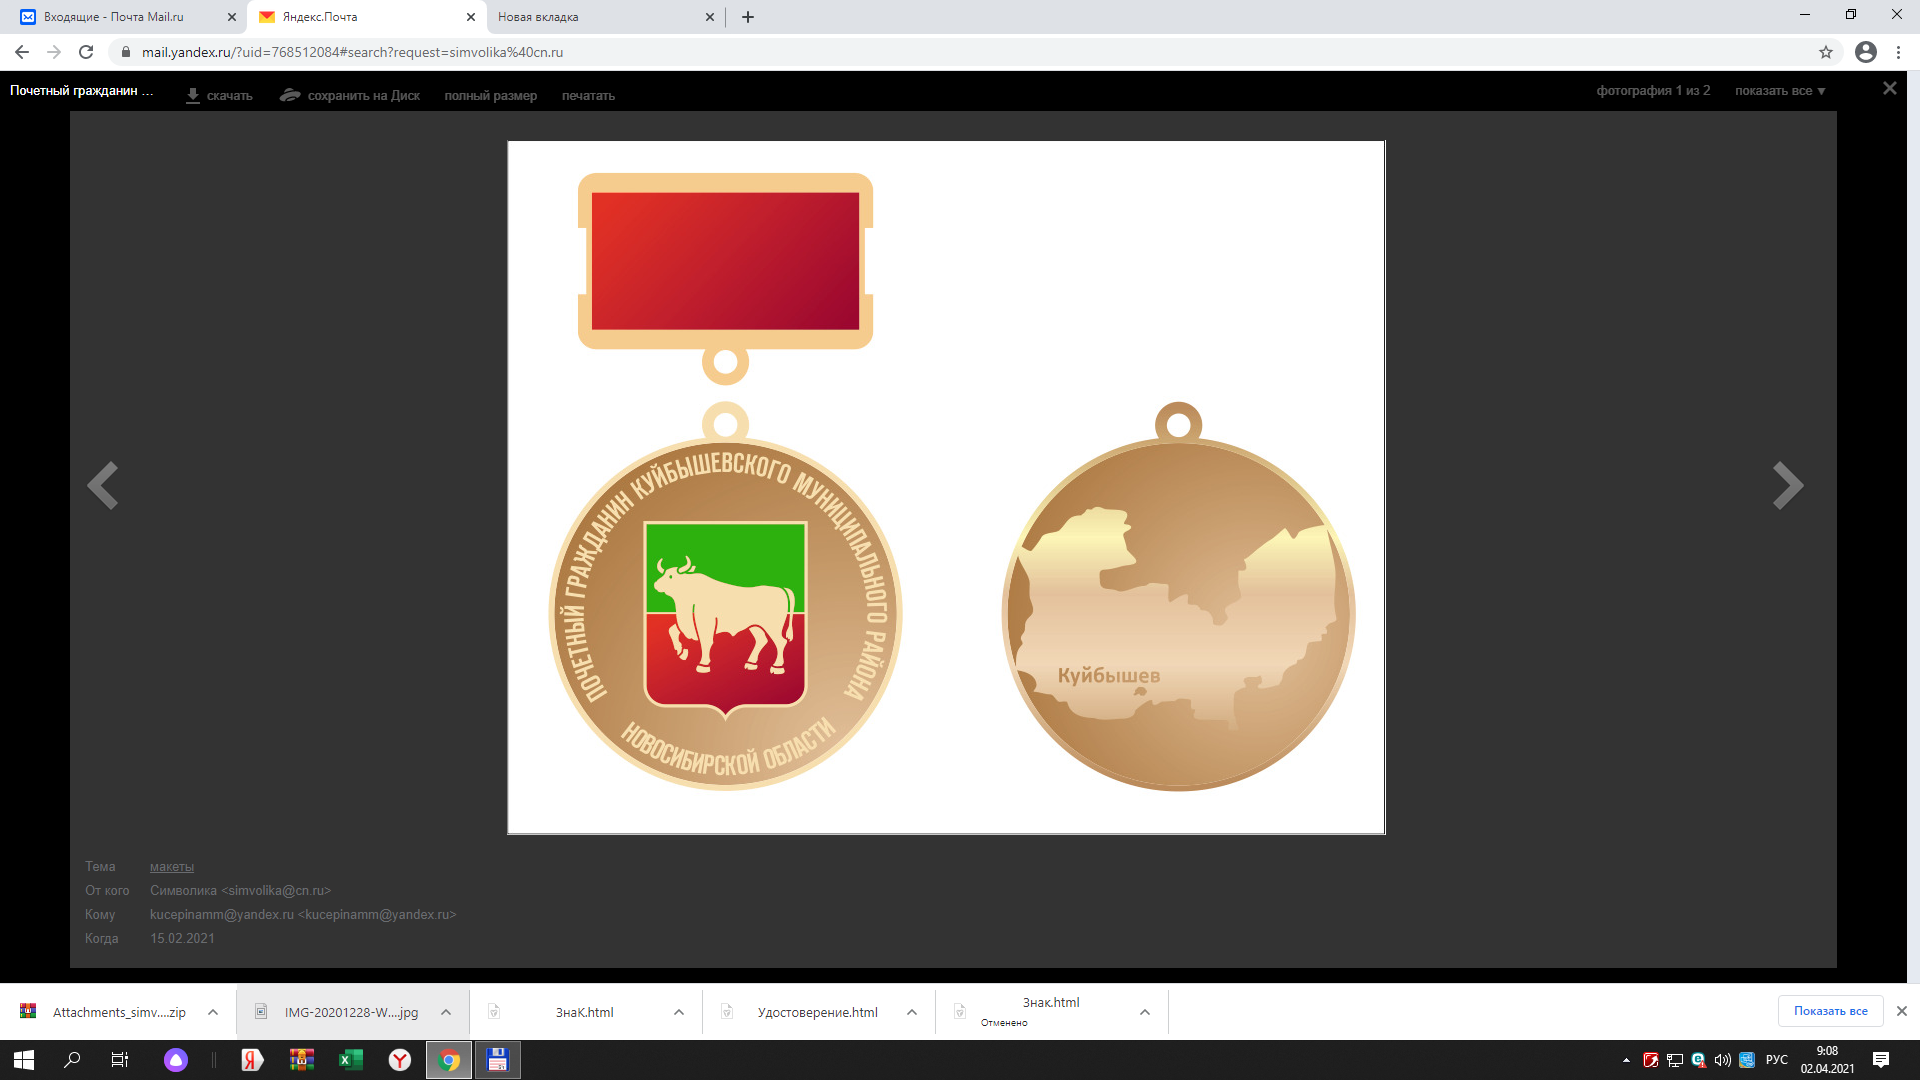 Входящие - Почта Mail.ru
Яндекс.Почта
Новая вкладка
mail.yandex.ru/?uid=768512084#search?request=simvolika%40cn.ru
Почетный гражданин ...
скачать
сохранить на Диск
полный размер
печатать
фотография 1 из 2
показать все
ПОЧЕТНЫЙ ГРАЖДАНИН КУЙБЫШЕВСКОГО МУНИЦИПАЛЬНОГО РАЙОНА
НОВОСИБИРСКОЙ ОБЛАСТИ
Куйбышев
Тема макеты
От кого Символика <simvolika@cn.ru>
Кому kucepinamm@yandex.ru <kucepinamm@yandex.ru>
Когда 15.02.2021
Attachments_simv....zip
IMG-20201228-W....jpg
ЗнаК.html
Удостоверение.html
Знак.html
Отменено
Показать все
РУС
9:08
02.04.2021